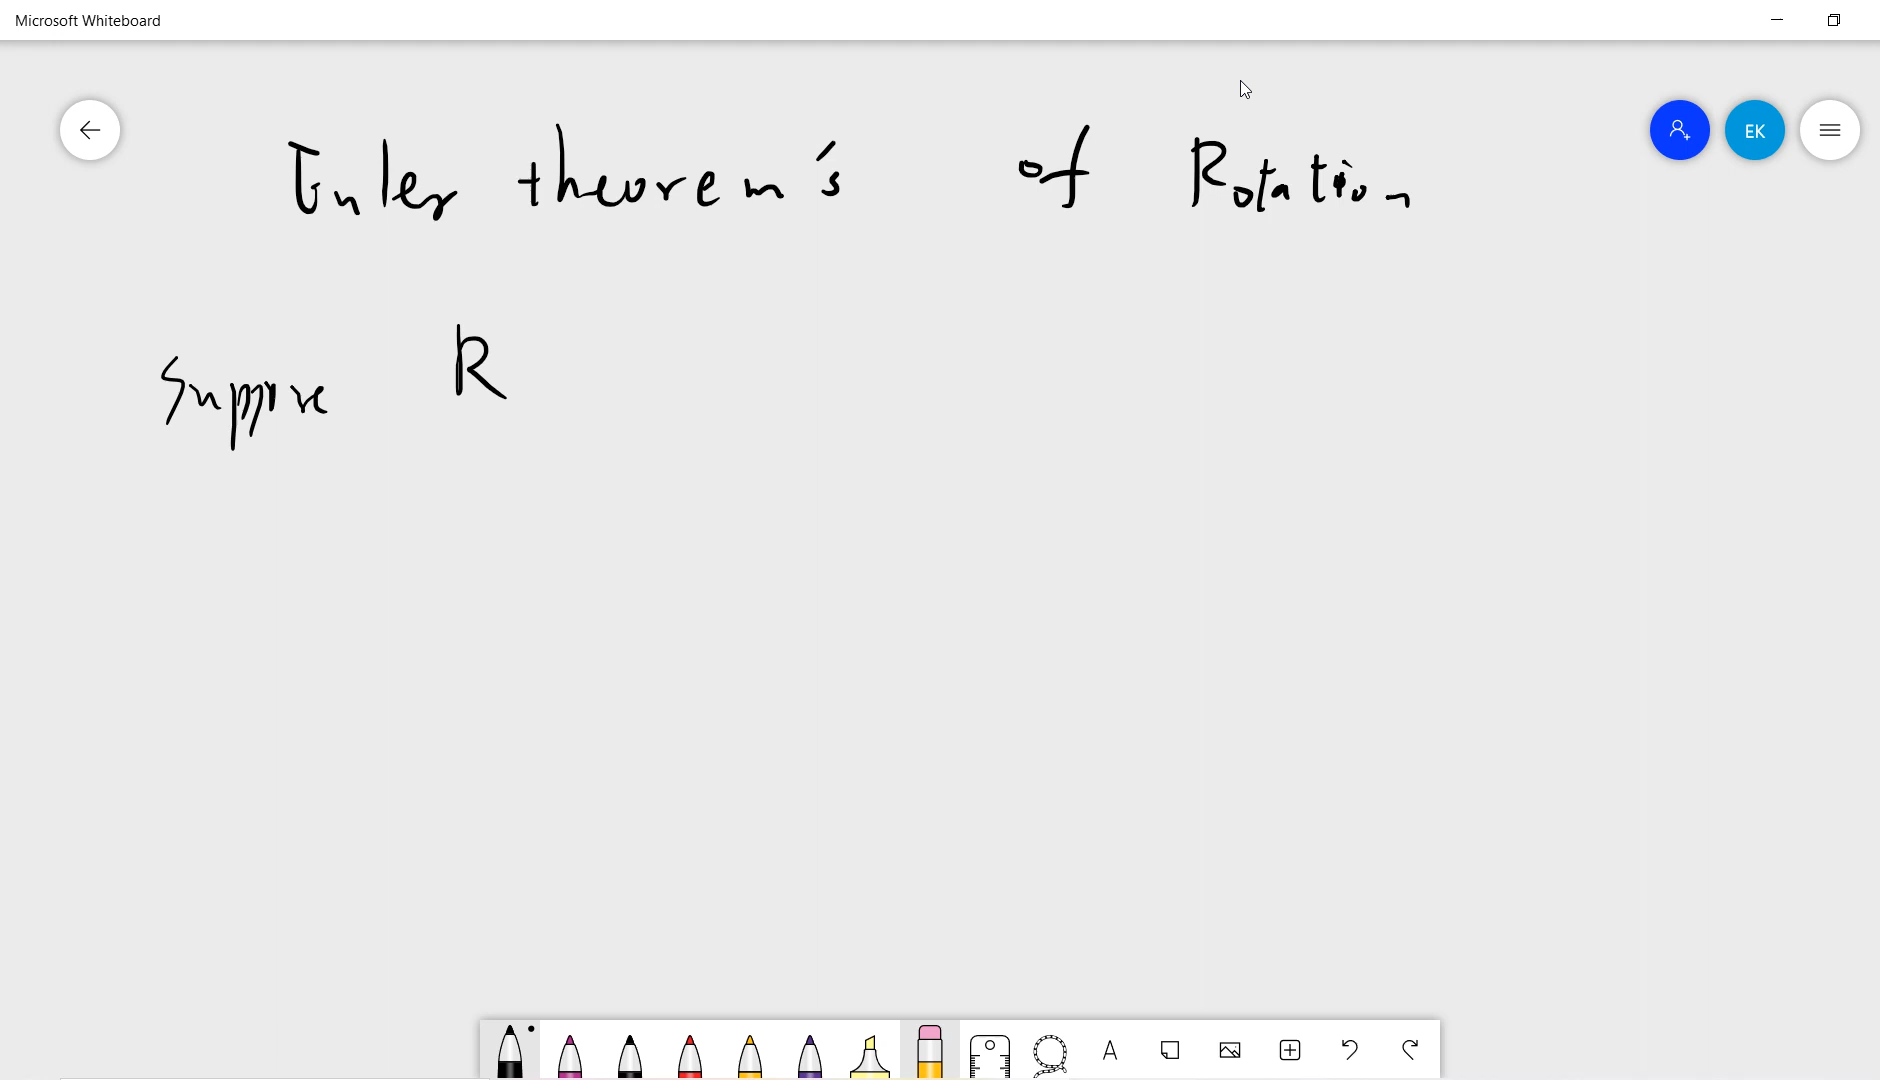 Microsoft Whiteboard
EK
Euler theorem's of Rotation
Suppose R
A